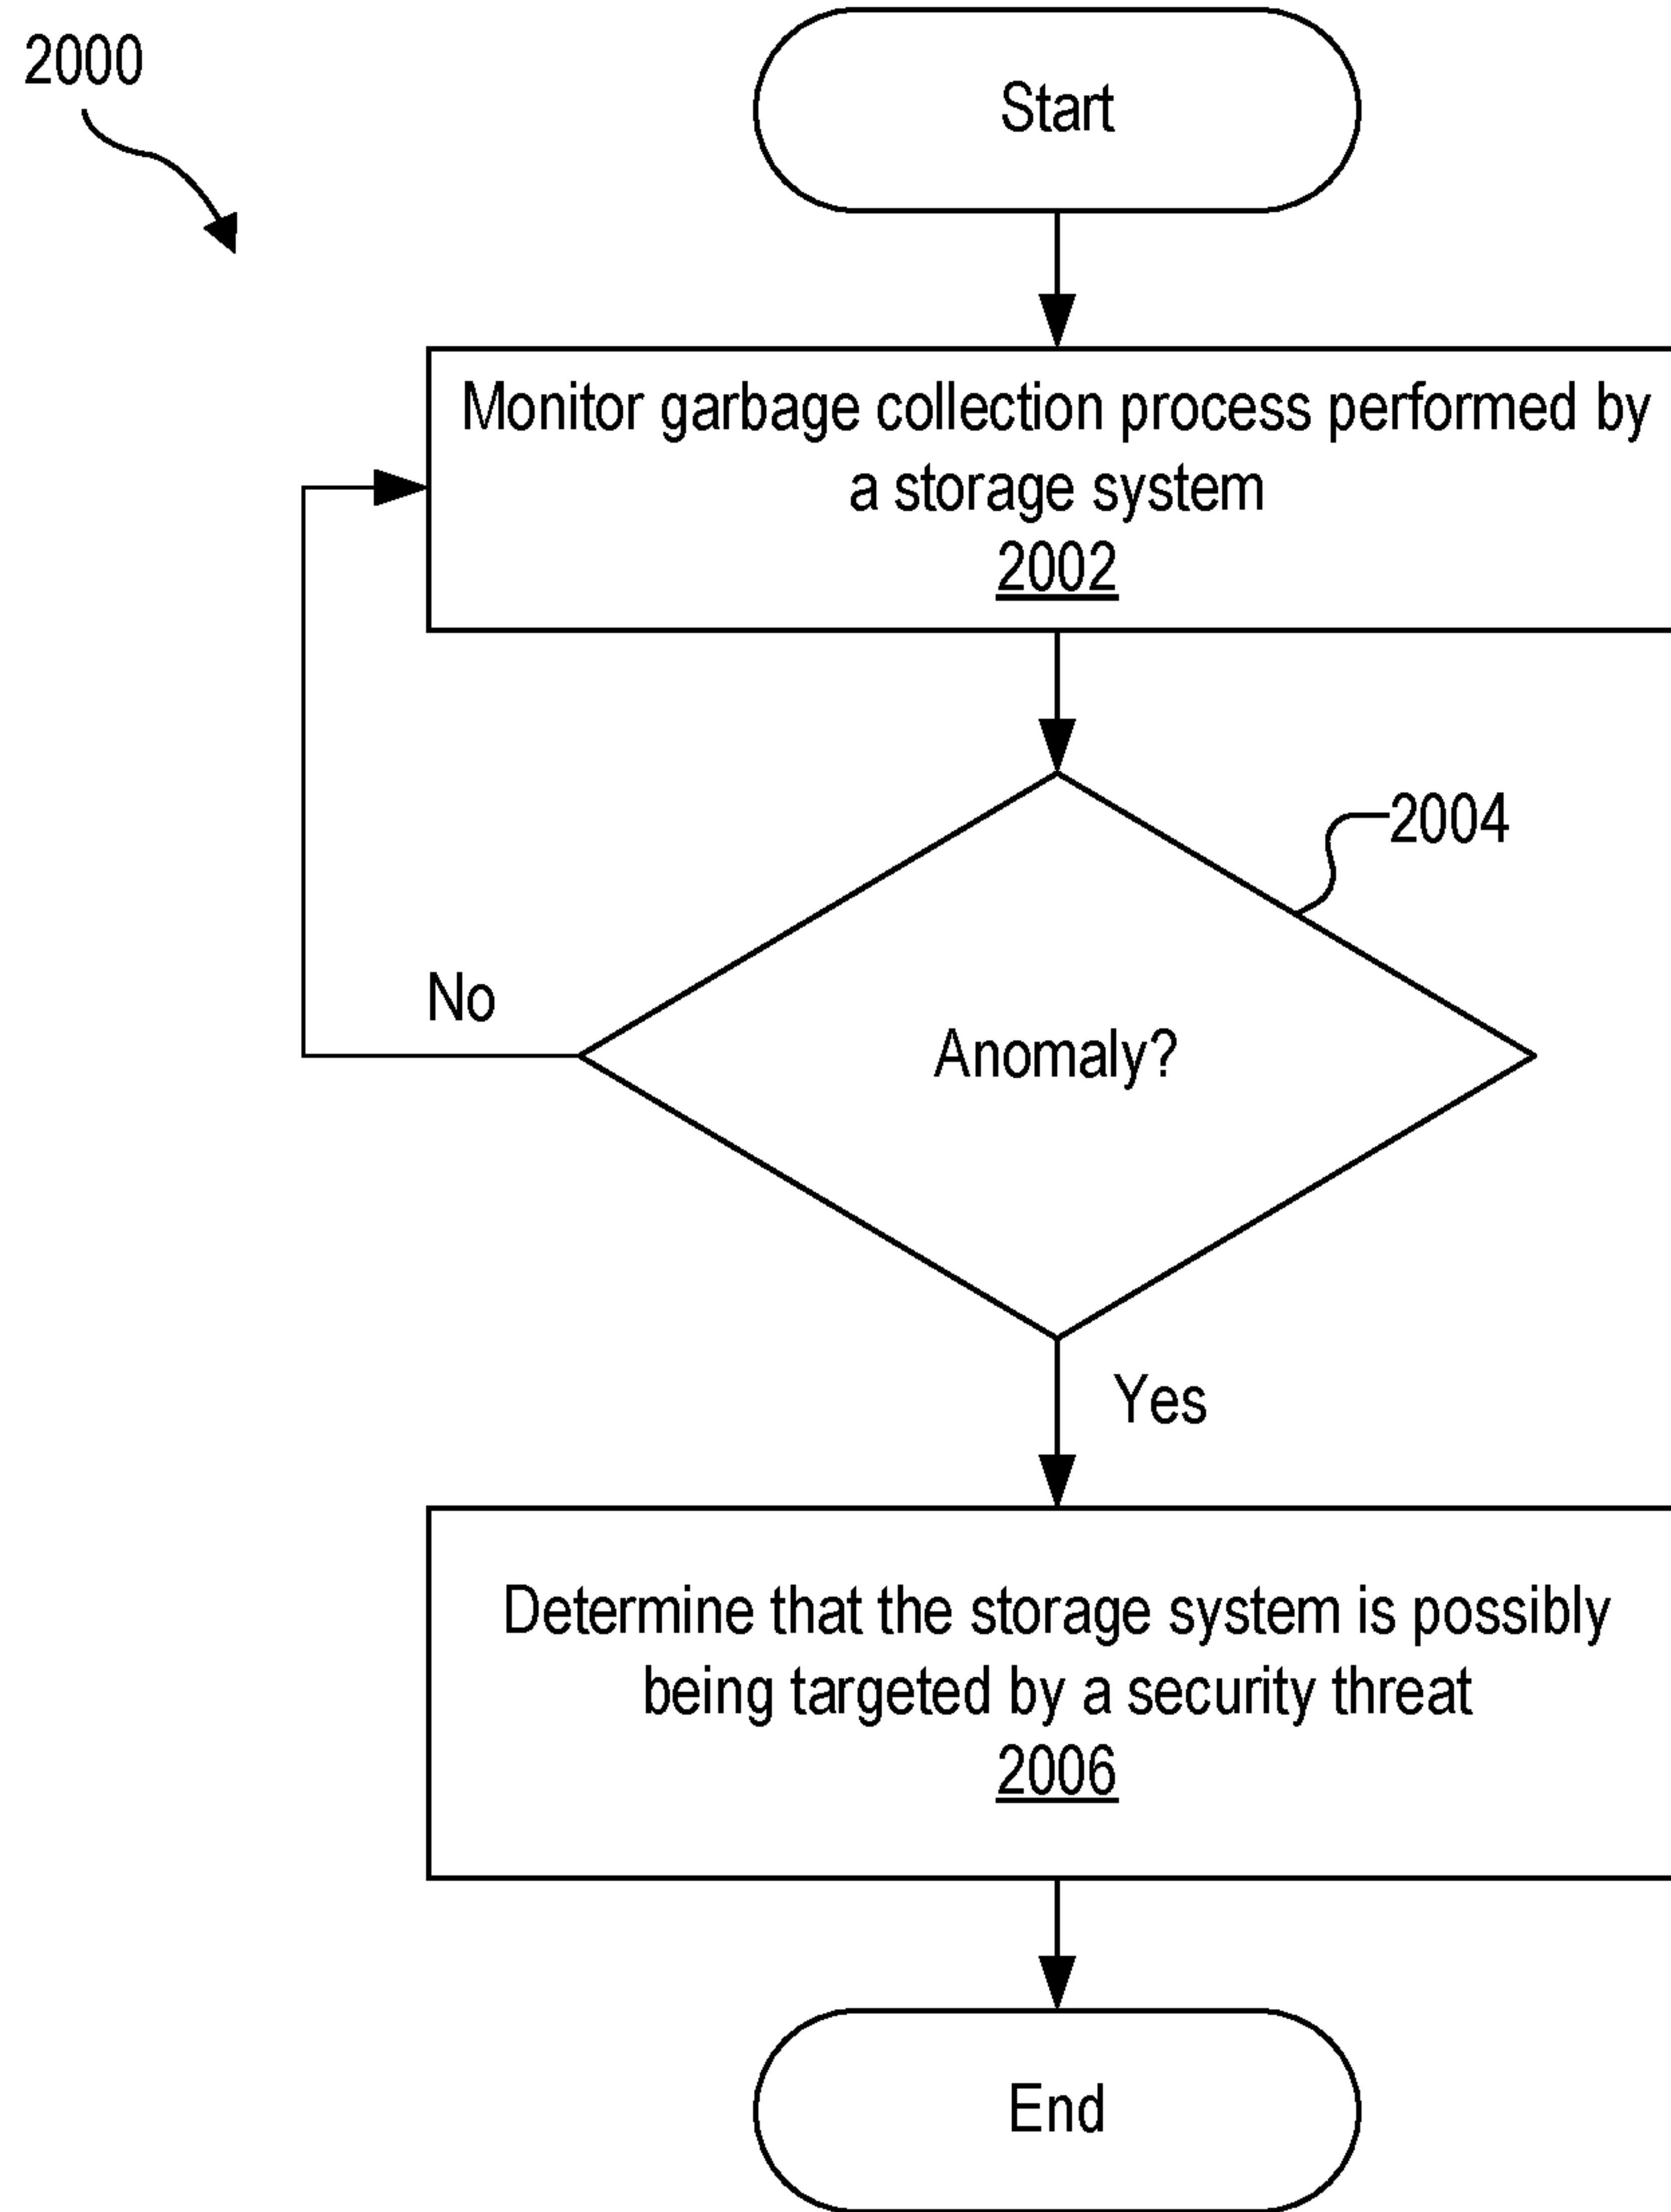 2000
Start
Monitor garbage collection process performed by
a storage system
2002
2004
Anomaly?
No
Yes
Determine that the storage system is possibly
being targeted by a security threat
2006
End